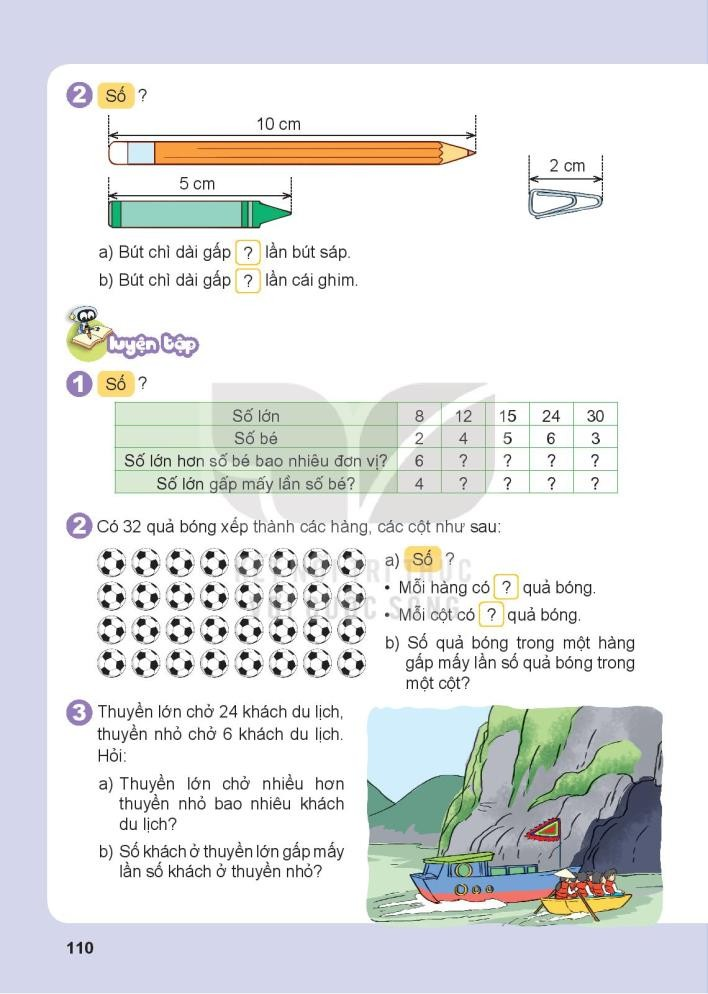 2 Số ?
10 cm
2 cm
5 cm
a) Bút chì dài gấp ? lần bút sáp.
b) Bút chì dài gấp ? lần cái ghim.
luyện tập
1 Số ?
Số lớn 8 12 15 24 30
Số bé 2 4 5 6 3
Số lớn hơn số bé bao nhiêu đơn vị? 6 ? ? ? ?
Số lớn gấp mấy lần số bé? 4 ? ? ? ?
2 Có 32 quả bóng xếp thành các hàng, các cột như sau:
a) Số ?
• Mỗi hàng có ? quả bóng.
• Mỗi cột có ? quả bóng.
b) Số quả bóng trong một hàng
gấp mấy lần số quả bóng trong
một cột?
KẾT NỐI TRI THỨC
VỚI CUỘC SỐNG
3 Thuyền lớn chở 24 khách du lịch,
thuyền nhỏ chở 6 khách du lịch.
Hỏi:
a) Thuyền lớn chở nhiều hơn
thuyền nhỏ bao nhiêu khách
du lịch?
b) Số khách ở thuyền lớn gấp mấy
lần số khách ở thuyền nhỏ?
110